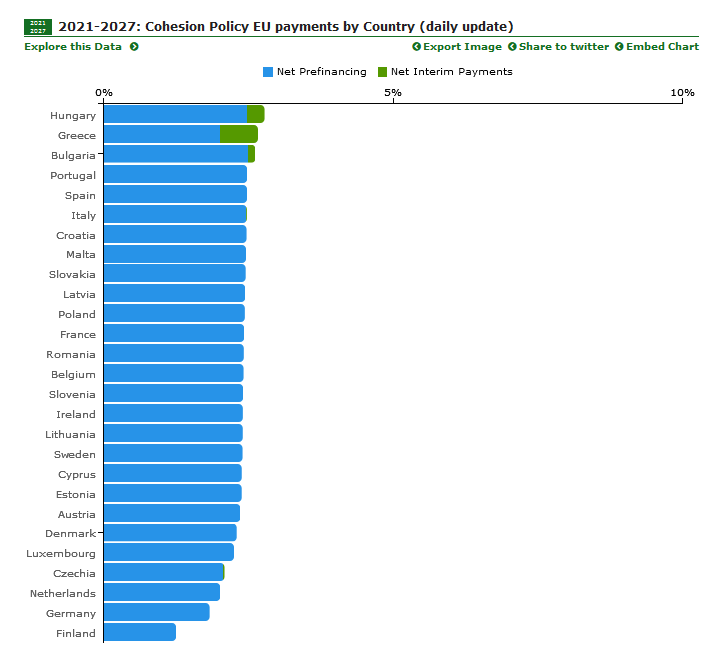 2021
2027
2021-2027: Cohesion Policy EU payments by Country (daily update)
Explore this Data
Export Image Share to twitter Embed Chart
Net Prefinancing Net Interim Payments
0% 5% 10%
Hungary
Greece
Bulgaria
Portugal
Spain
Italy
Croatia
Malta
Slovakia
Latvia
Poland
France
Romania
Belgium
Slovenia
Ireland
Lithuania
Sweden
Cyprus
Estonia
Austria
Denmark
Luxembourg
Czechia
Netherlands
Germany
Finland